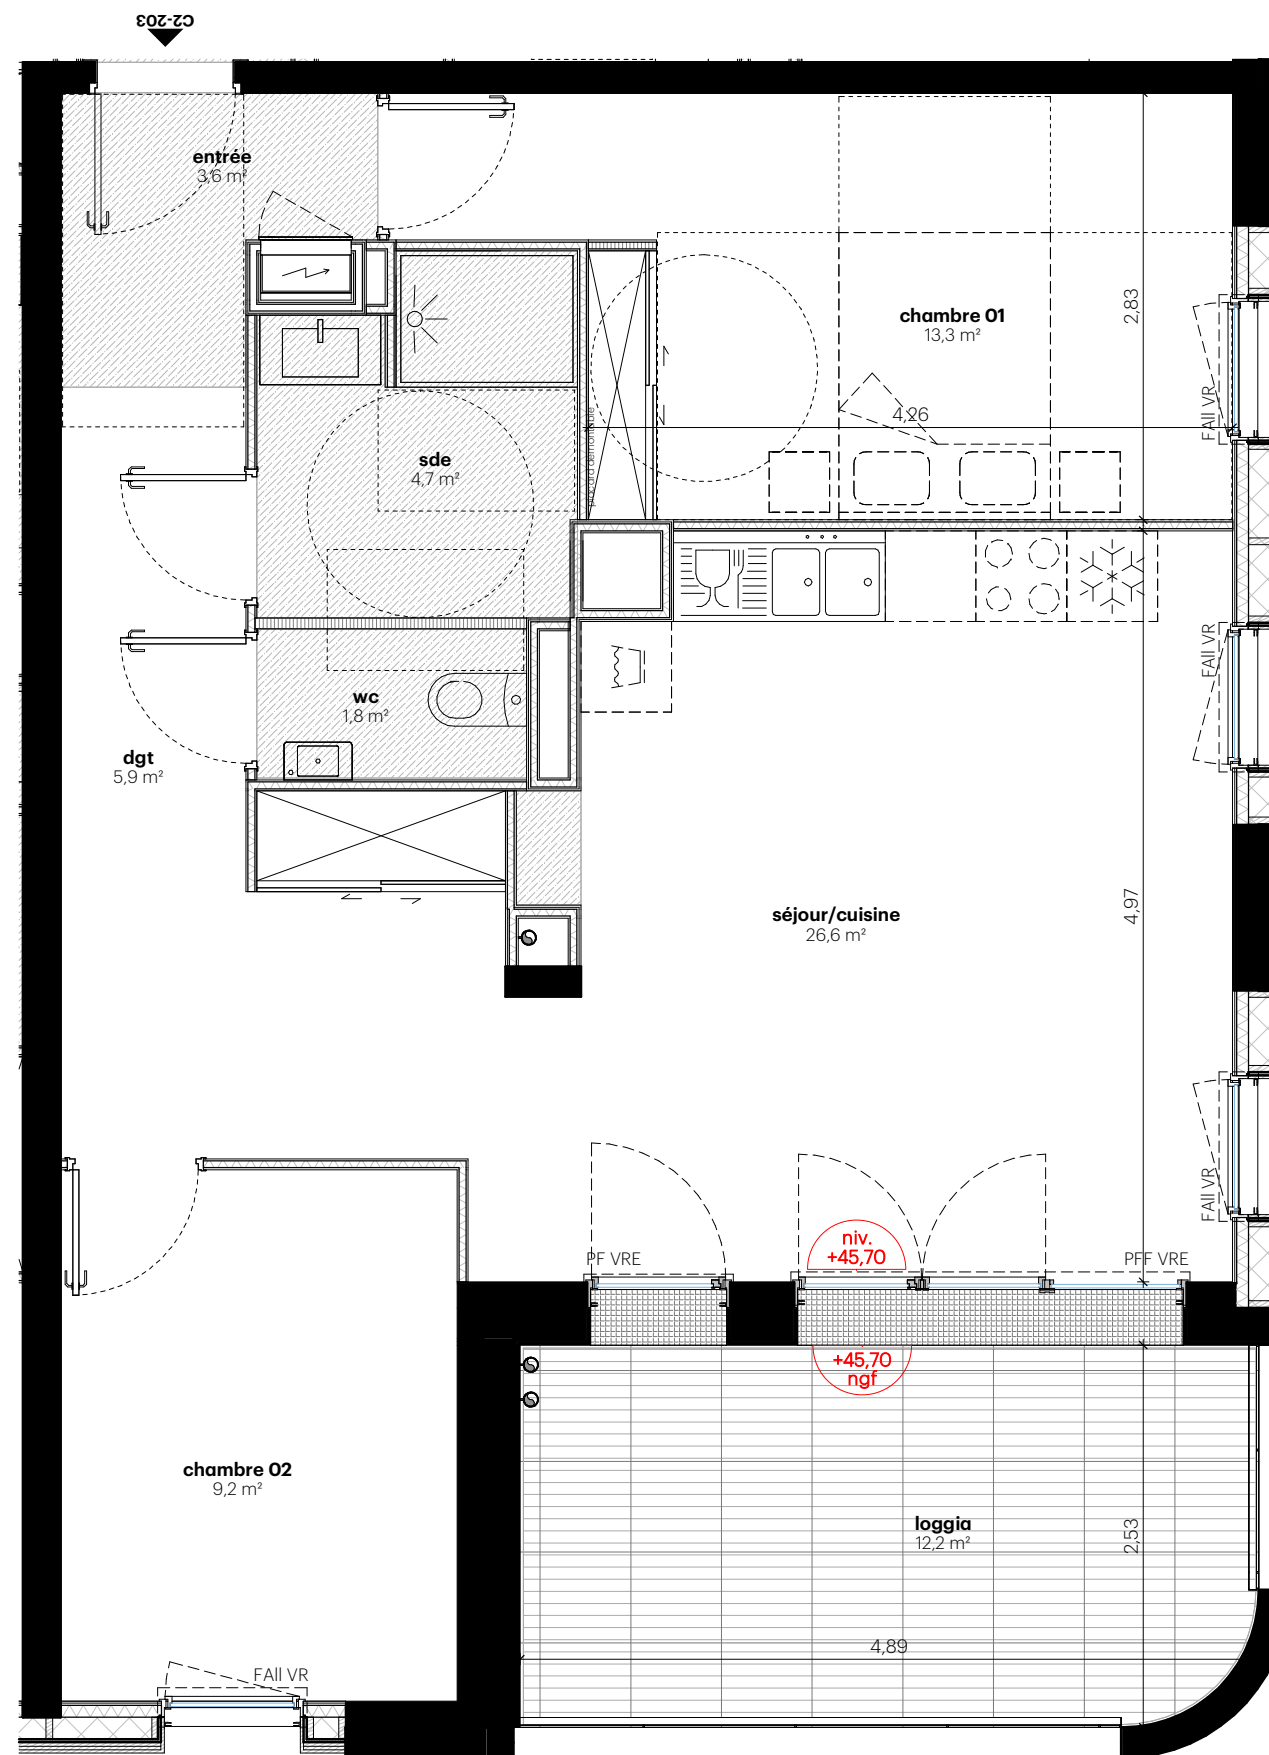 C2-203
entrée
3,6 m²
chambre 01
13,3 m²
2,83
FAll VR
4,26
placard démontable
sde
4,7 m²
FAll VR
wc
1,8 m²
dgt
5,9 m²
séjour/cuisine
26,6 m²
4,97
FAll VR
niv.
+45,70
PF VRE
PFF VRE
+45,70
ngf
chambre 02
9,2 m²
loggia
12,2 m²
2,53
4,89
FAll VR